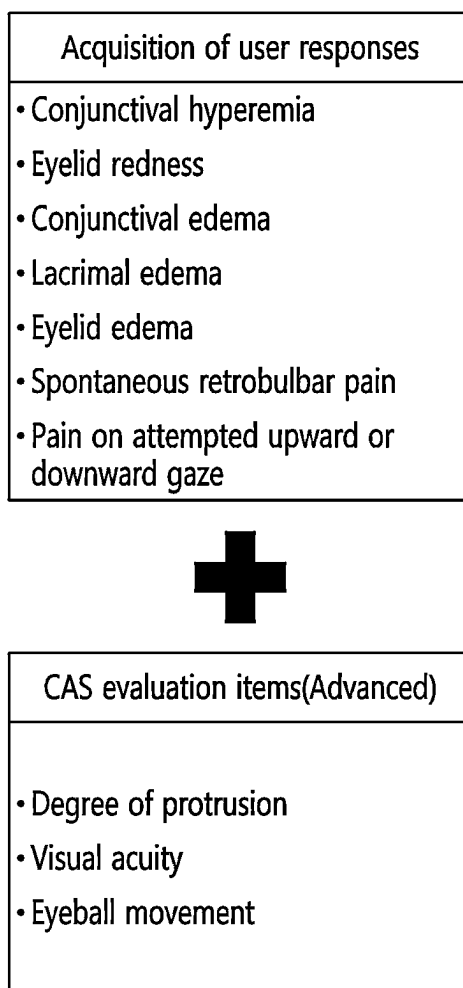 Acquisition of user responses
• Conjunctival hyperemia
• Eyelid redness
• Conjunctival edema
• Lacrimal edema
• Eyelid edema
• Spontaneous retrobulbar pain
• Pain on attempted upward or
downward gaze
CAS evaluation items(Advanced)
• Degree of protrusion
• Visual acuity
• Eyeball movement